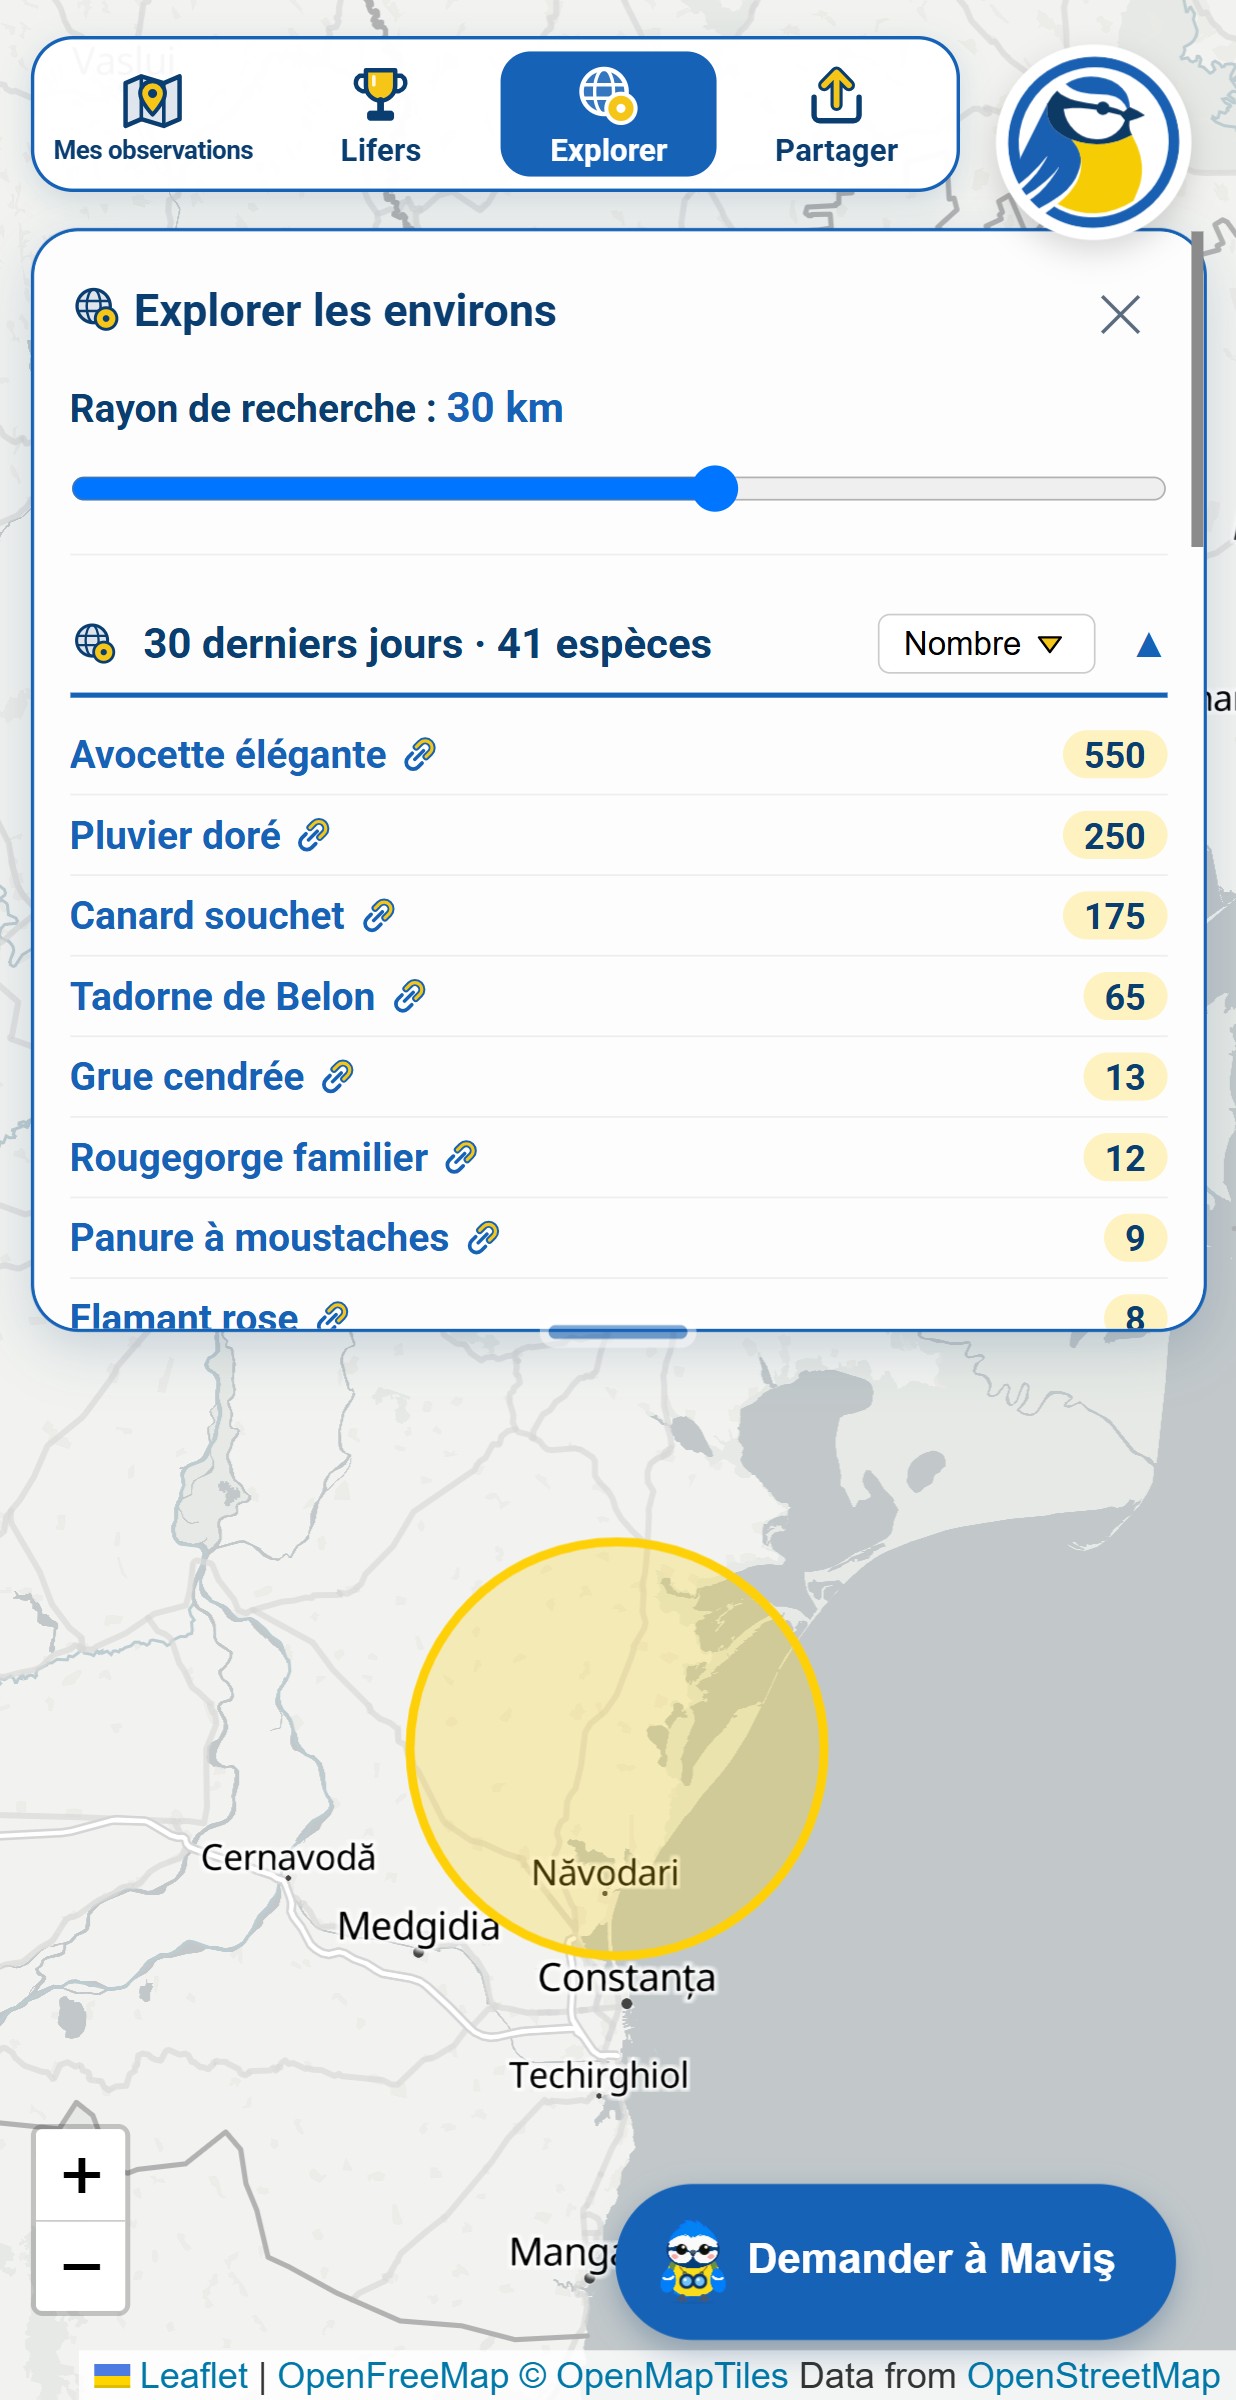 Vaslui
Mes observations
Lifers
Explorer
Partager
Explorer les environs
Rayon de recherche : 30 km
30 derniers jours · 41 espèces
Nombre
Avocette élégante 550
Pluvier doré 250
Canard souchet 175
Tadorne de Belon 65
Grue cendrée 13
Rougegorge familier 12
Panure à moustaches 9
Flamant rose 8
Cernavodă
Năvodari
Medgidia
Constanța
Techirghiol
+
−
Demander à Maviş
Leaflet | OpenFreeMap © OpenMapTiles Data from OpenStreetMap